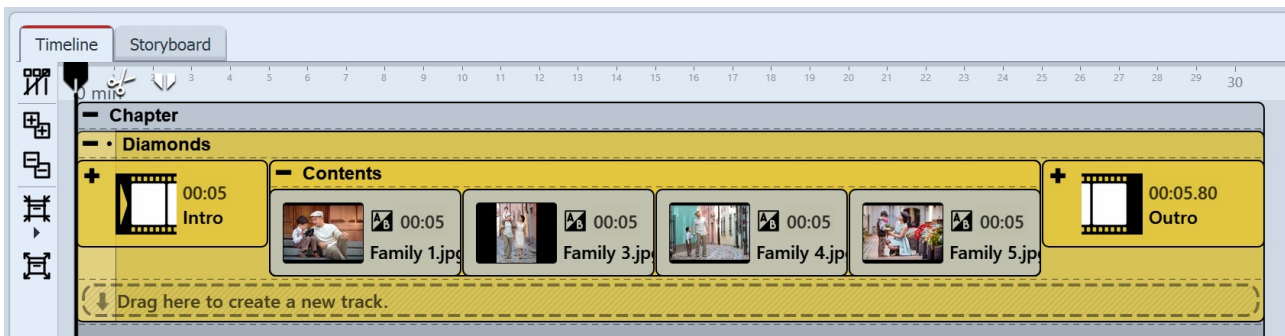 Timeline Storyboard
2 3 4 5 6 7 8 9 10 11 12 13 14 15 16 17 18 19 20 21 22 23 24 25 26 27 28 29 30
0 min
Chapter
Diamonds
00:05
Intro
Contents
A B 00:05
Family 1.jpg
A B 00:05
Family 3.jp
A B 00:05
Family 4.jp
A B 00:05
Family 5.jp
00:05.80
Outro
Drag here to create a new track.